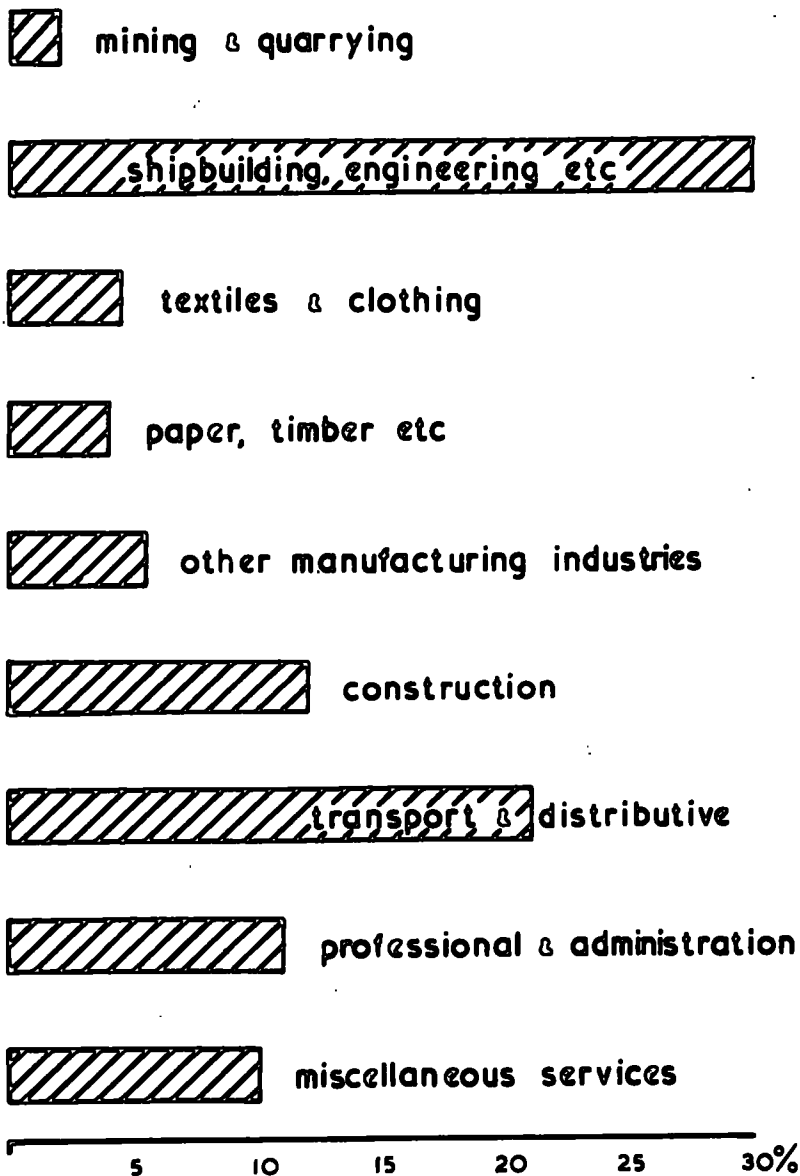 mining & quarrying
shipbuilding, engineering etc
textiles & clothing
paper, timber etc
other manufacturing industries
construction
transport & distributive
professional & administration
miscellaneous services
5 10 15 20 25 30%